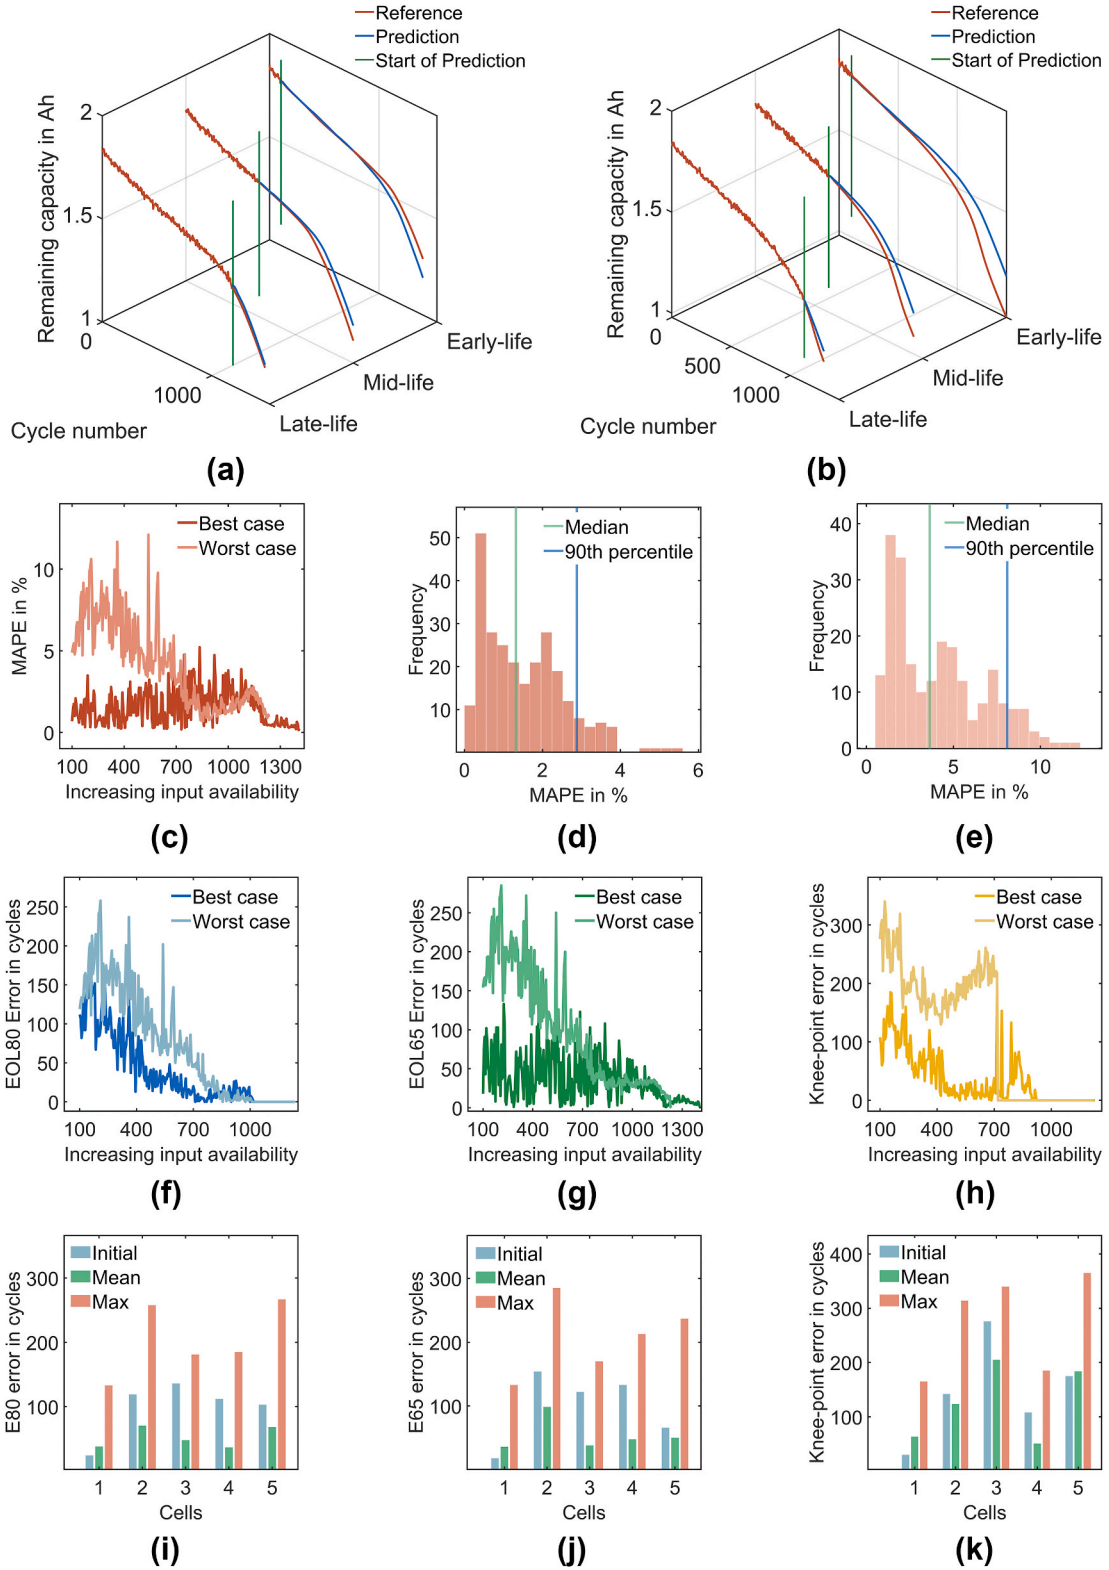 Reference
Prediction
Start of Prediction
Remaining capacity in Ah
2
1.5
1
0
1000
Cycle number
Early-life
Mid-life
Late-life
(a)
Reference
Prediction
Start of Prediction
Remaining capacity in Ah
2
1.5
1
0
500
1000
Cycle number
Early-life
Mid-life
Late-life
(b)
Best case
Worst case
MAPE in %
10
5
0
100 400 700 1000 1300
Increasing input availability
(c)
Median
90th percentile
Frequency
50
40
30
20
10
0 2 4 6
MAPE in %
(d)
Median
90th percentile
Frequency
40
30
20
10
0
0 5 10
MAPE in %
(e)
Best case
Worst case
EOL80 Error in cycles
250
200
150
100
50
0
100 400 700 1000
Increasing input availability
(f)
Best case
Worst case
EOL65 Error in cycles
250
200
150
100
50
0
100 400 700 1000 1300
Increasing input availability
(g)
Best case
Worst case
Knee-point error in cycles
300
200
100
0
100 400 700 1000
Increasing input availability
(h)
Initial
Mean
Max
E80 error in cycles
300
200
100
1 2 3 4 5
Cells
(i)
Initial
Mean
Max
E65 error in cycles
300
200
100
1 2 3 4 5
Cells
(j)
Initial
Mean
Max
Knee-point error in cycles
400
300
200
100
1 2 3 4 5
Cells
(k)